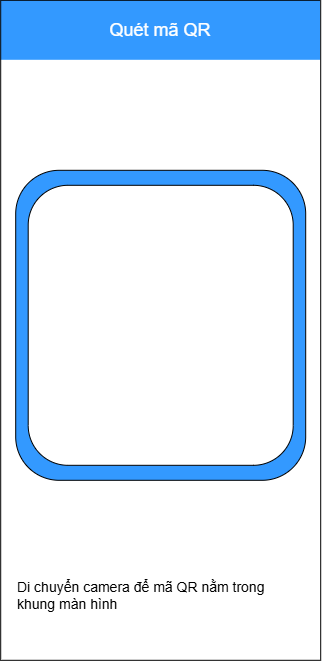 Quét mã QR
Di chuyển camera để mã QR nằm trong
khung màn hình